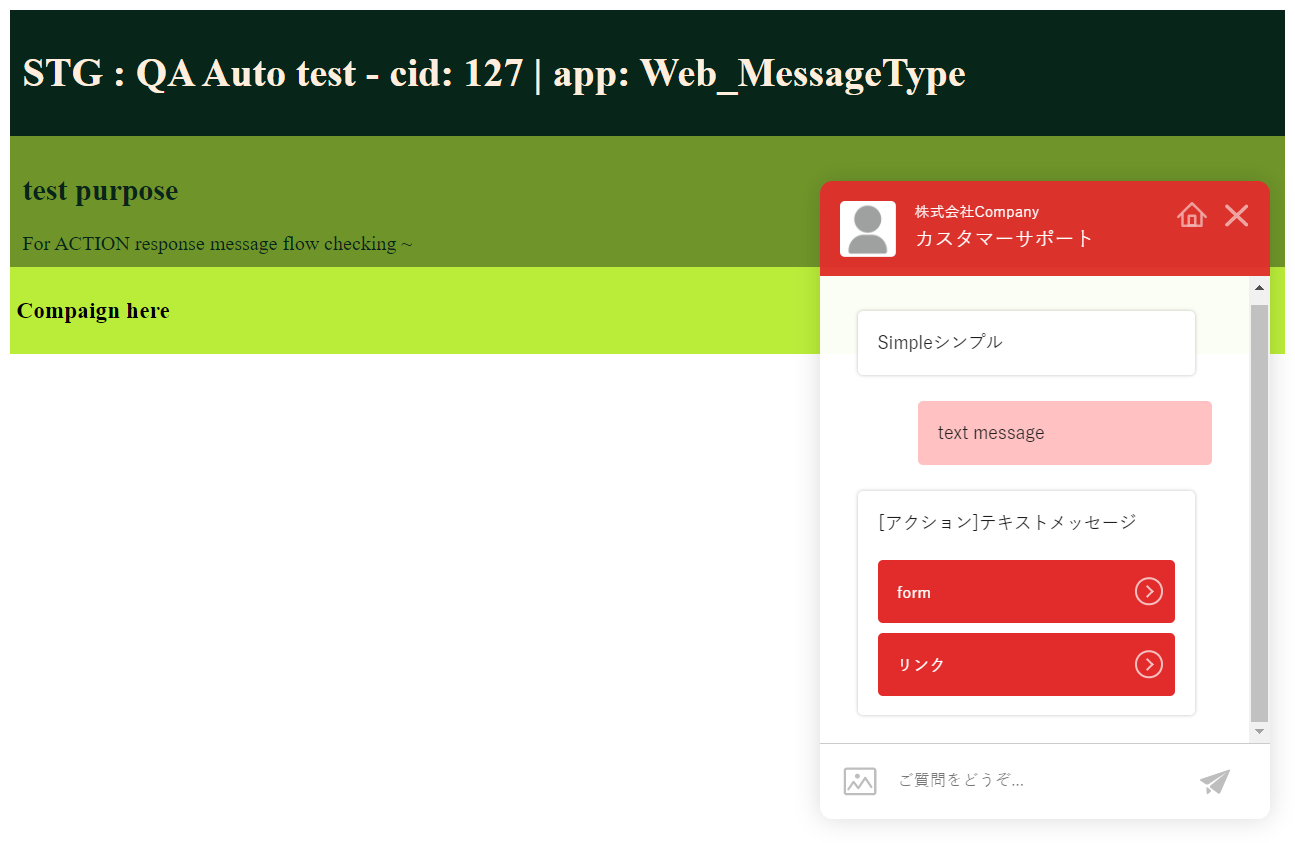 STG : QA Auto test - cid: 127 | app: Web_MessageType
test purpose
For ACTION response message flow checking ~
Compaign here
株式会社Company
カスタマーサポート
Simpleシンプル
text message
[アクション]テキストメッセージ
form
リンク
ご質問をどうぞ...